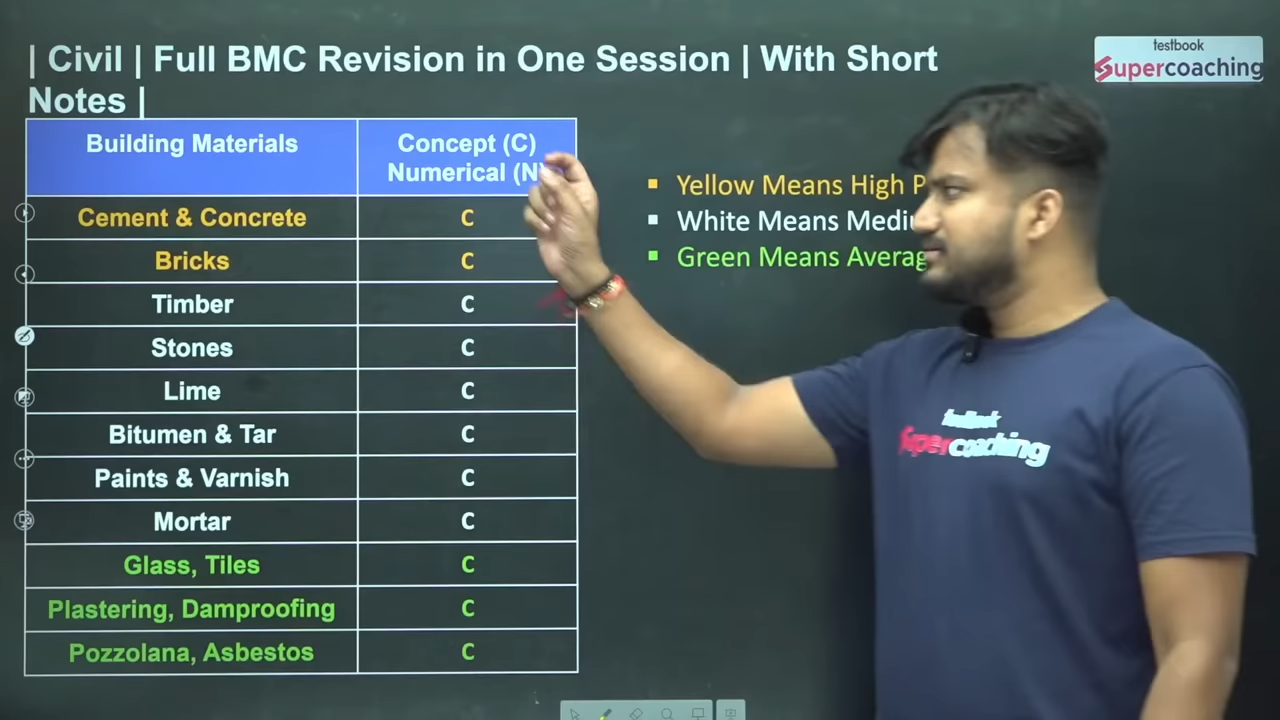 | Civil | Full BMC Revision in One Session | With Short
Notes |
testbook
Supercoaching
Building Materials
Concept (C)
Numerical (N)
Cement & Concrete C
Bricks C
Timber C
Stones C
Lime C
Bitumen & Tar C
Paints & Varnish C
Mortar C
Glass, Tiles C
Plastering, Damproofing C
Pozzolana, Asbestos C
Yellow Means High
White Means
Green Means
testbook
Supercoaching